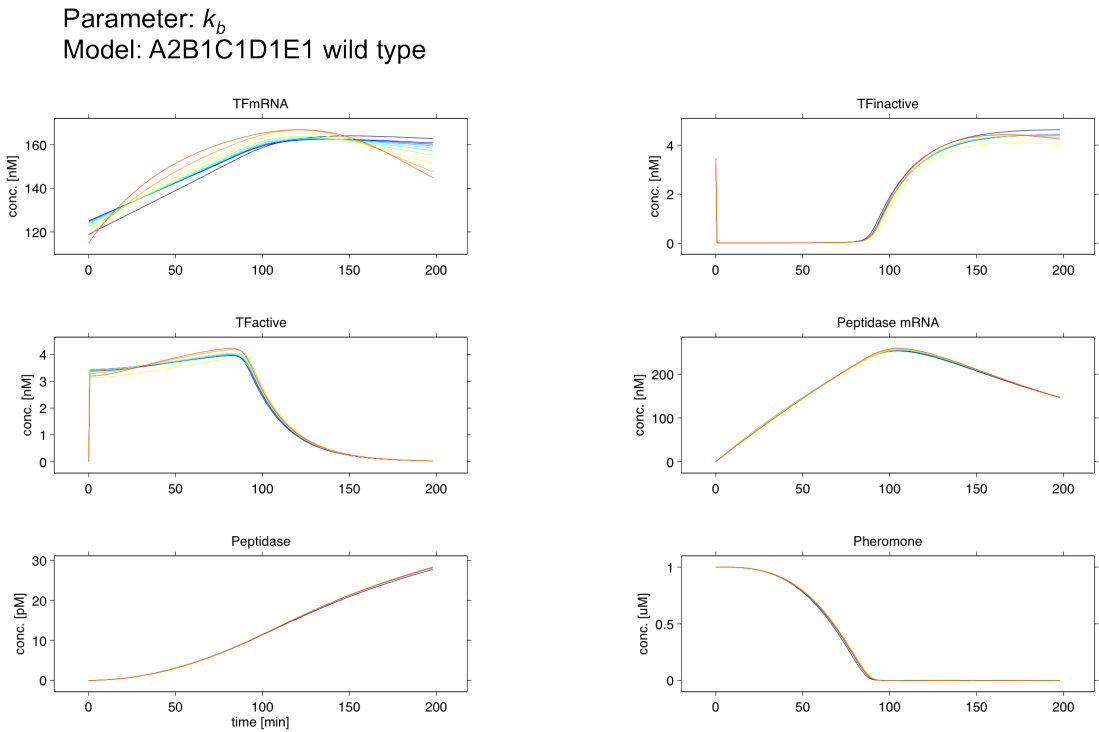 Parameter: k_b
Model: A2B1C1D1E1 wild type
TFmRNA
conc. [nM]
160
140
120
0 50 100 150 200
TFinactive
conc. [nM]
4
2
0
0 50 100 150 200
TFactive
conc. [nM]
4
3
2
1
0
0 50 100 150 200
Peptidase mRNA
conc. [nM]
200
100
0
0 50 100 150 200
Peptidase
conc. [pM]
30
20
10
0
0 50 100 150 200
time [min]
Pheromone
conc. [uM]
1
0.5
0
0 50 100 150 200